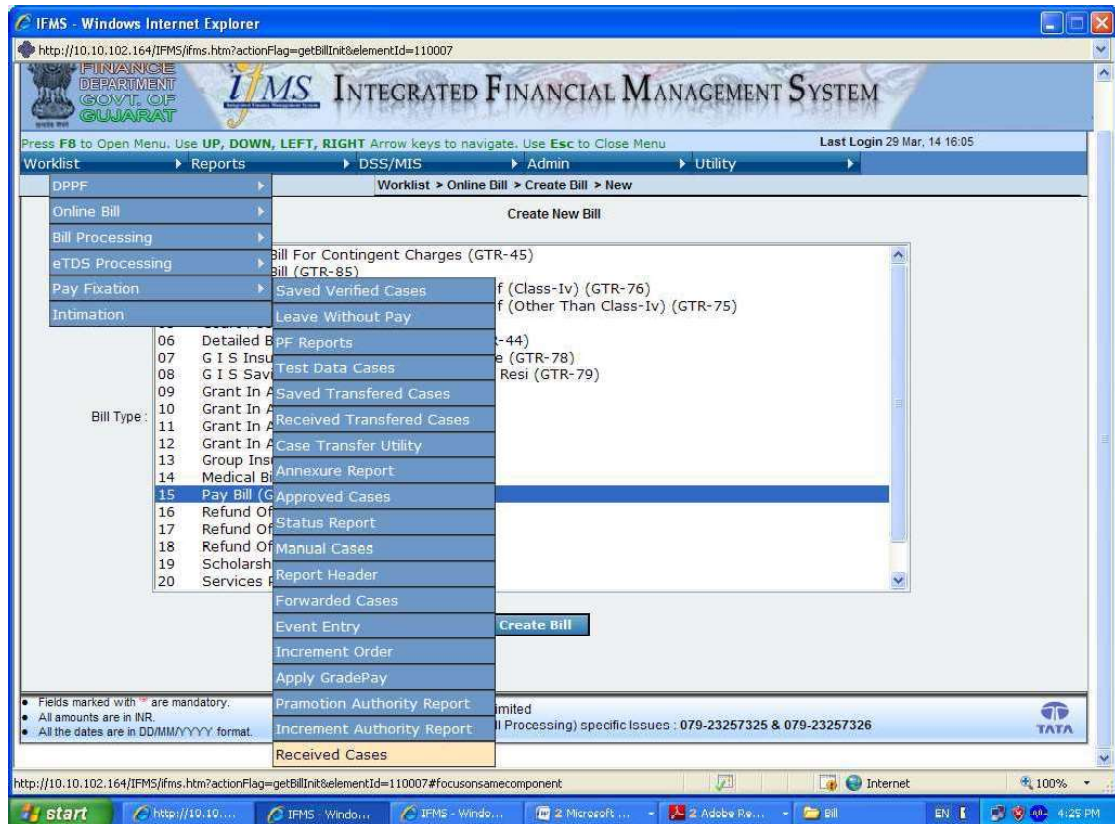 IFMS - Windows Internet Explorer
http://10.10.102.164/IFMS/ifms.htm?actionFlag=getBillInit&elementId=110007
FINANCE
DEPARTMENT
GOVT. OF
GUJARAT
IFMS INTEGRATED FINANCIAL MANAGEMENT SYSTEM
Press F8 to Open Menu. Use UP, DOWN, LEFT, RIGHT Arrow keys to navigate. Use Esc to Close Menu
Last Login 29 Mar, 14 16:05
Worklist Reports DSS/MIS Admin Utility
Worklist > Online Bill > Create Bill > New
Create New Bill
DPPF
Online Bill
Bill Processing
eTDS Processing
Pay Fixation
Intimation
Bill For Contingent Charges (GTR-45)
Bill (GTR-85)
f (Class-Iv) (GTR-76)
f (Other Than Class-Iv) (GTR-75)
06 Detailed B -44)
07 G I S Insu e (GTR-78)
08 G I S Savi Resi (GTR-79)
09 Grant In A
Bill Type :
10 Grant In A
11 Grant In A
12 Grant In A
13 Group Insu
14 Medical Bi
15 Pay Bill (G
16 Refund Of
17 Refund Of
18 Refund Of
19 Scholarsh
20 Services P
Saved Verified Cases
Leave Without Pay
PF Reports
Test Data Cases
Saved Transfered Cases
Received Transfered Cases
Case Transfer Utility
Annexure Report
Approved Cases
Status Report
Manual Cases
Report Header
Forwarded Cases
Event Entry
Increment Order
Apply GradePay
Pramotion Authority Report
Increment Authority Report
Received Cases
Create Bill
Fields marked with * are mandatory.
All amounts are in INR.
All the dates are in DD/MM/YYYY format.
imited
ll Processing) specific Issues : 079-23257325 & 079-23257326
TATA
http://10.10.102.164/IFMS/ifms.htm?actionFlag=getBillInit&elementId=110007#focusonsamecomponent
Internet
100%
start
http://10.10....
IFMS - Windo...
IFMS - Windo...
2 Microsoft ...
2 Adobe Re...
Bill
EN
4:25 PM